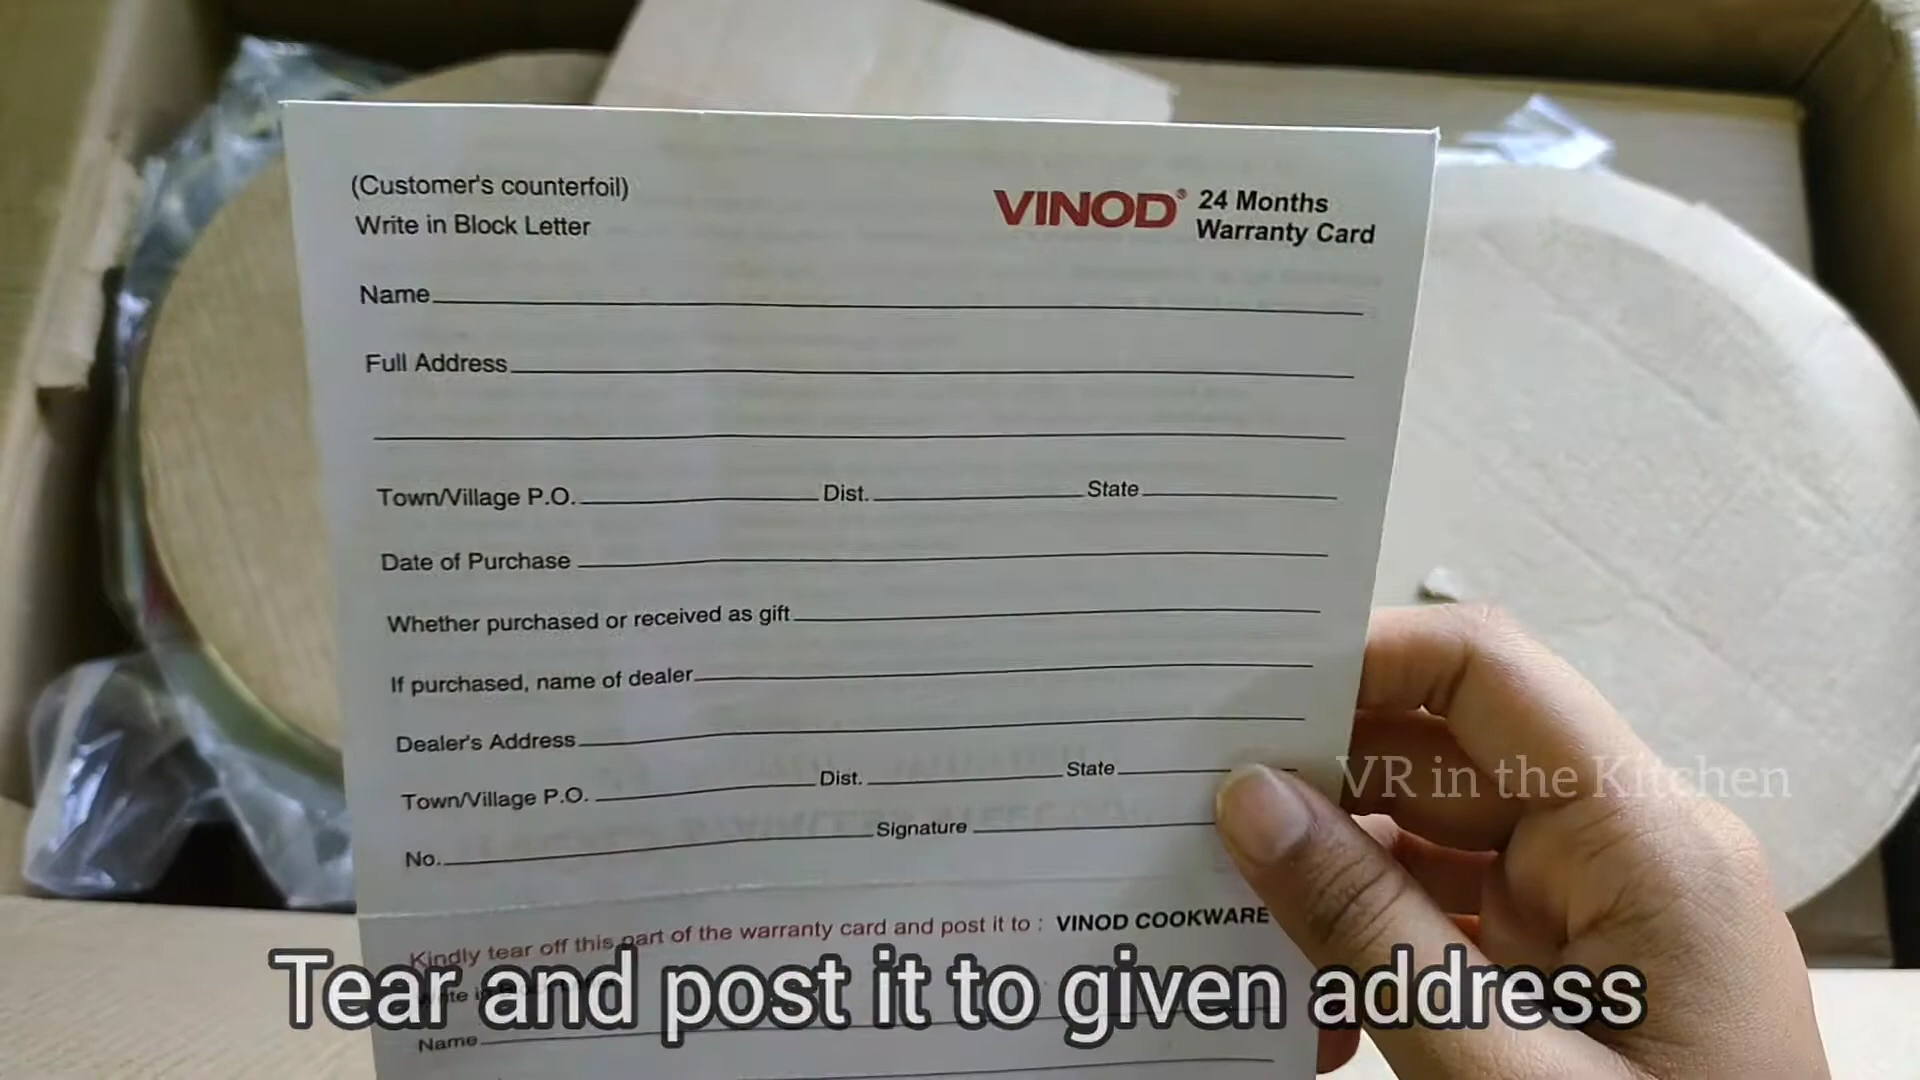 (Customer's counterfoil)
Write in Block Letter
VINOD® 24 Months
Warranty Card
Name
Full Address
Town/Village P.O. Dist. State
Date of Purchase
Whether purchased or received as gift
If purchased, name of dealer
Dealer's Address
Town/Village P.O. Dist. State
No. Signature
VR in the Kitchen
Kindly tear off this part of the warranty card and post it to : VINOD COOKWARE
Tear and post it to given address
Name